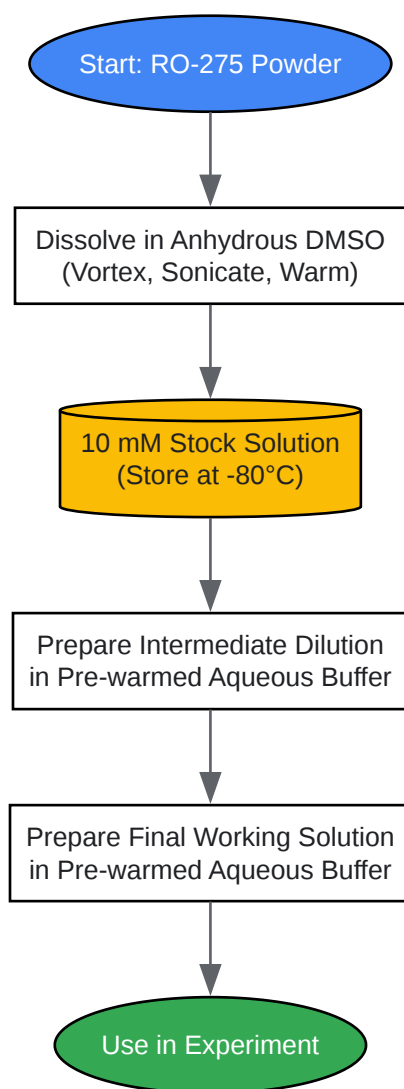 Start: RO-275 Powder
Dissolve in Anhydrous DMSO
(Vortex, Sonicate, Warm)
10 mM Stock Solution
(Store at -80°C)
Prepare Intermediate Dilution
in Pre-warmed Aqueous Buffer
Prepare Final Working Solution
in Pre-warmed Aqueous Buffer
Use in Experiment